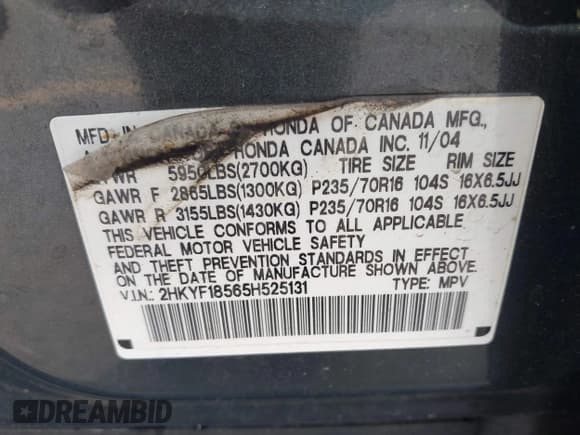 MFD. IN CANADA HONDA OF CANADA MFG.,
A HONDA CANADA INC. 11/04
GVWR 5950LBS(2700KG) TIRE SIZE RIM SIZE
GAWR F 2865LBS(1300KG) P235/70R16 104S 16X6.5JJ
GAWR R 3155LBS(1430KG) P235/70R16 104S 16X6.5JJ
THIS VEHICLE CONFORMS TO ALL APPLICABLE
FEDERAL MOTOR VEHICLE SAFETY
AND THEFT PREVENTION STANDARDS IN EFFECT
ON THE DATE OF MANUFACTURE SHOWN ABOVE.
V.I.N.: 2HKYF18565H525131 TYPE: MPV
DREAMBID